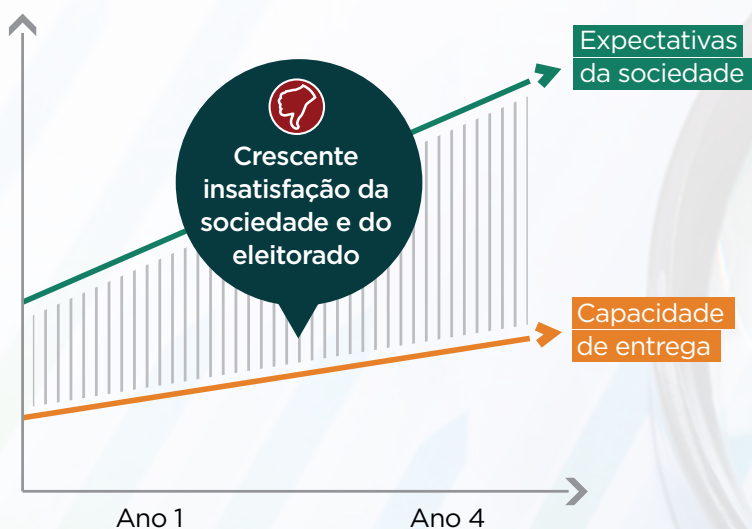 Expectativas
da sociedade
Crescente
insatisfação da
sociedade e do
eleitorado
Capacidade
de entrega
Ano 1
Ano 4